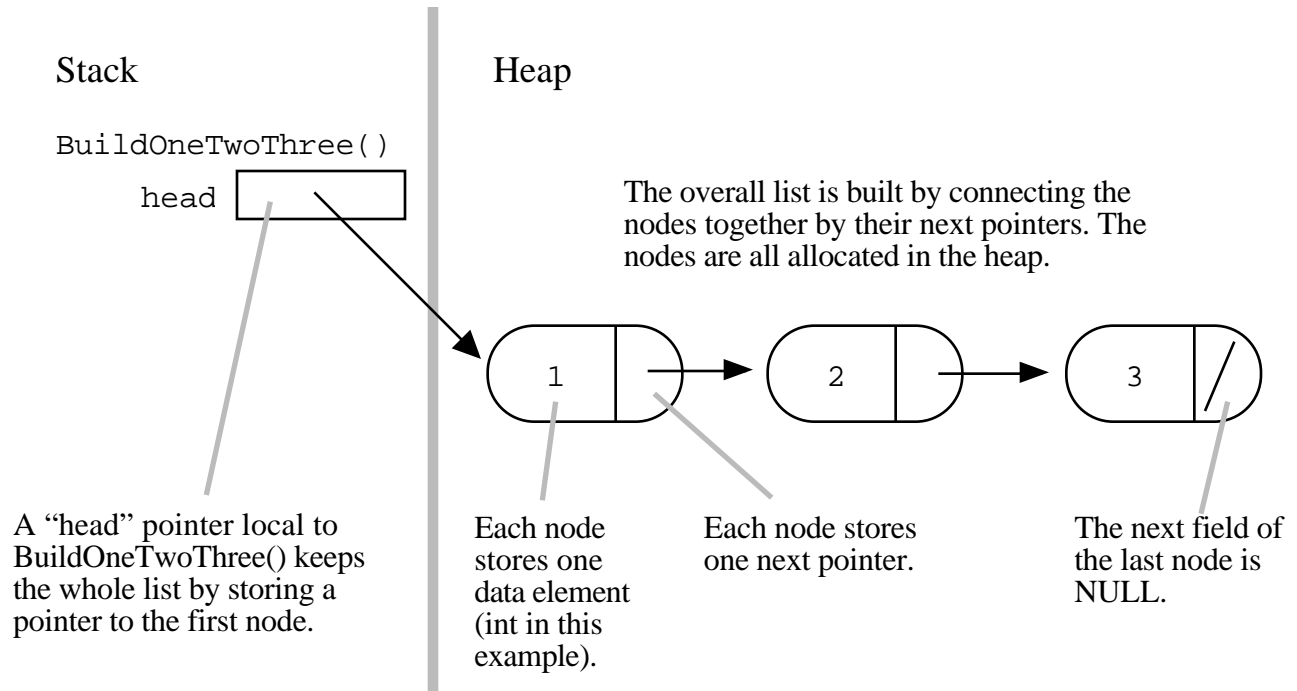 Stack
Heap
BuildOneTwoThree()
head
The overall list is built by connecting the
nodes together by their next pointers. The
nodes are all allocated in the heap.
1
2
3
A “head” pointer local to
BuildOneTwoThree() keeps
the whole list by storing a
pointer to the first node.
Each node
stores one
data element
(int in this
example).
Each node stores
one next pointer.
The next field of
the last node is
NULL.